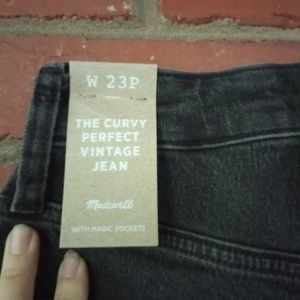 W 23P
THE CURVY
PERFECT
VINTAGE
JEAN
Madewell
WITH MAGIC POCKETS